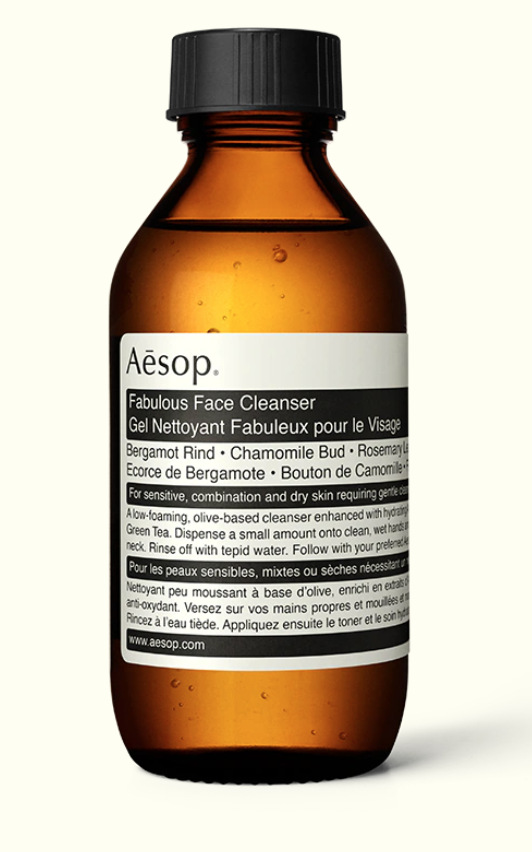 Aēsop®
Fabulous Face Cleanser
Gel Nettoyant Fabuleux pour le Visage
Bergamot Rind • Chamomile Bud • Rosemary
Ecorce de Bergamote • Bouton de Camomille •
For sensitive, combination and dry skin requiring gentle
A low-foaming, olive-based cleanser enhanced with
Green Tea. Dispense a small amount onto clean, wet hands
neck. Rinse off with tepid water. Follow with your preferred
Pour les peaux sensibles, mixtes ou sèches nécessitant
Nettoyant peu moussant à base d'olive, enrichi en extraits
anti-oxydant. Versez sur vos mains propres et mouillées et
Rincez à l'eau tiède. Appliquez ensuite le toner et le soin
www.aesop.com